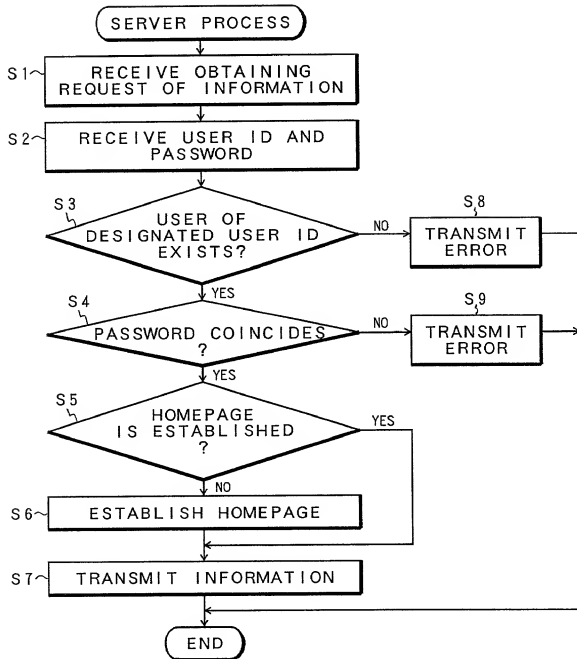 SERVER PROCESS
S1
RECEIVE OBTAINING
REQUEST OF INFORMATION
S2
RECEIVE USER ID AND
PASSWORD
S3
USER OF
DESIGNATED USER ID
EXISTS?
NO
S8
TRANSMIT
ERROR
YES
S4
PASSWORD COINCIDES
?
NO
S9
TRANSMIT
ERROR
YES
S5
HOMEPAGE
IS ESTABLISHED
?
YES
NO
S6
ESTABLISH HOMEPAGE
S7
TRANSMIT INFORMATION
END